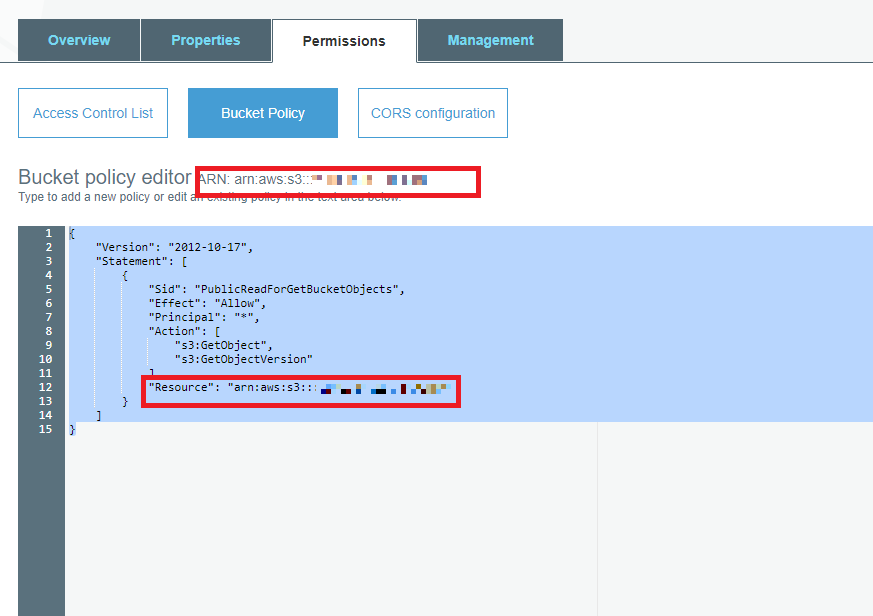 Overview Properties Permissions Management
Access Control List Bucket Policy CORS configuration
Bucket policy editor ARN: arn:aws:s3:::
Type to add a new policy or edit an existing policy in the text area below.
1 {
2 "Version": "2012-10-17",
3 "Statement": [
4 {
5 "Sid": "PublicReadForGetBucketObjects",
6 "Effect": "Allow",
7 "Principal": "*",
8 "Action": [
9 "s3:GetObject",
10 "s3:GetObjectVersion"
11 ]
12 "Resource": "arn:aws:s3:::
13 }
14 ]
15 }